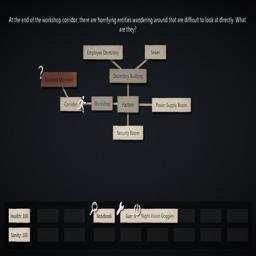 At the end of the workshop corridor, there are horrifying entities wandering around that are difficult to look at directly. What
are they?
Employee Dormitory
Sewer
Dormitory Building
?
Corridor
Workshop
Factory
Power Supply Room
Security Room
Health: 100
Notebook
Gun: 6
Night Vision Goggles
Sanity: 100